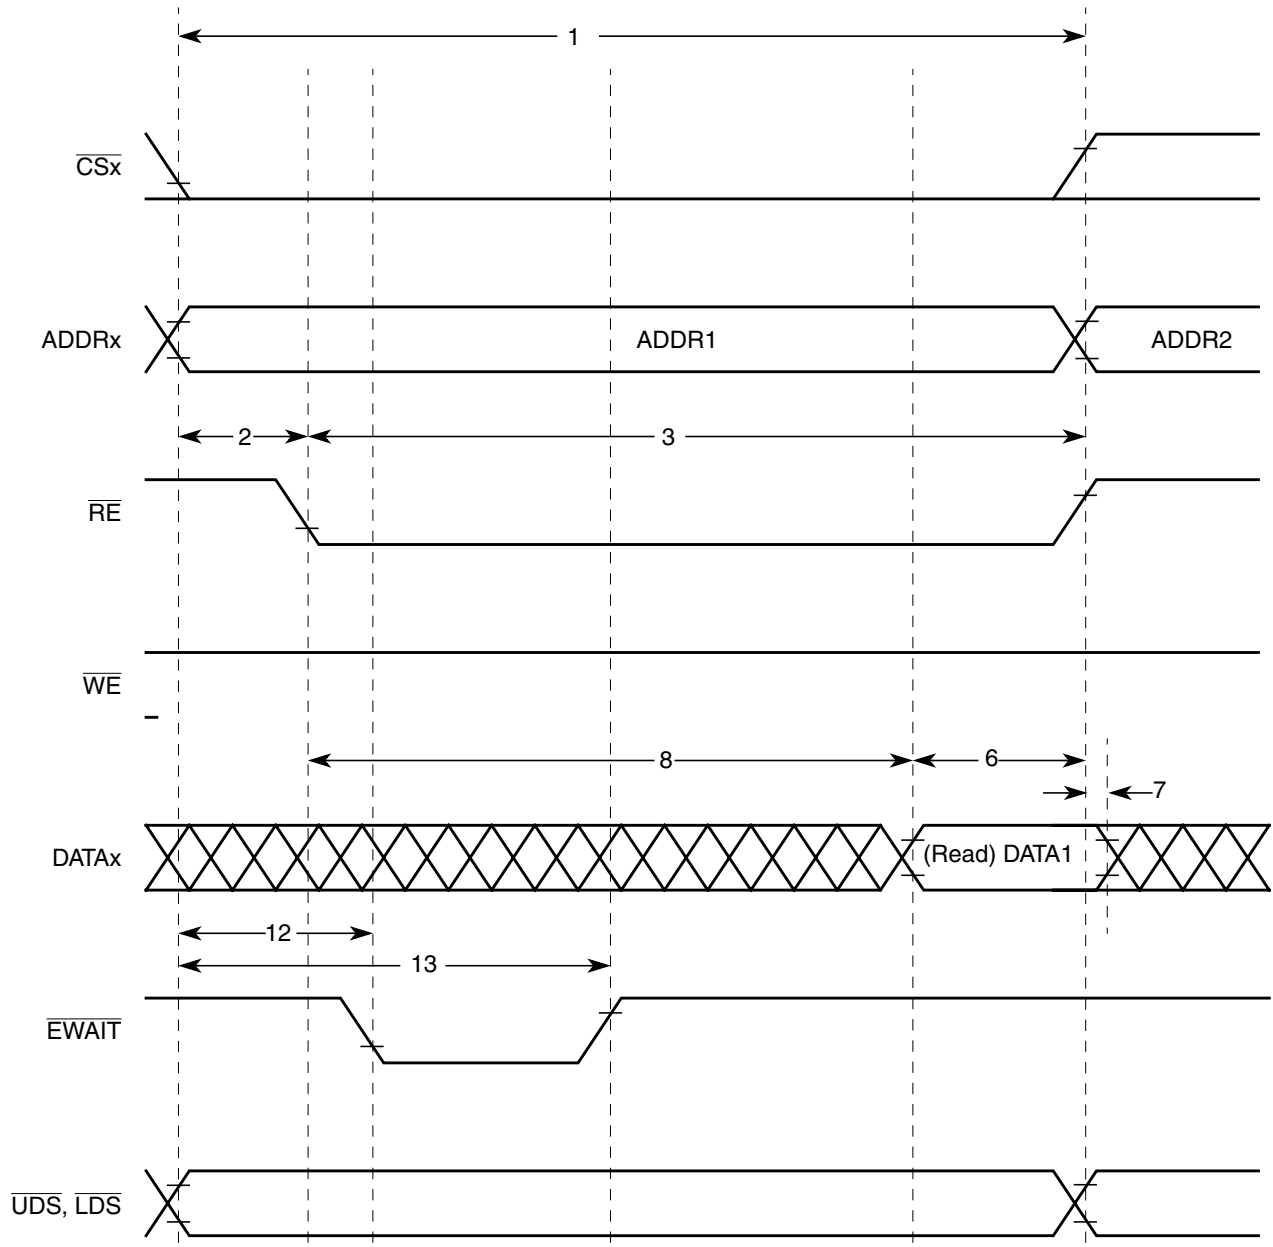 1
CSx
ADDRx ADDR1 ADDR2
2 3
RE
WE
8 6
7
DATAx (Read) DATA1
12
13
EWAIT
UDS, LDS